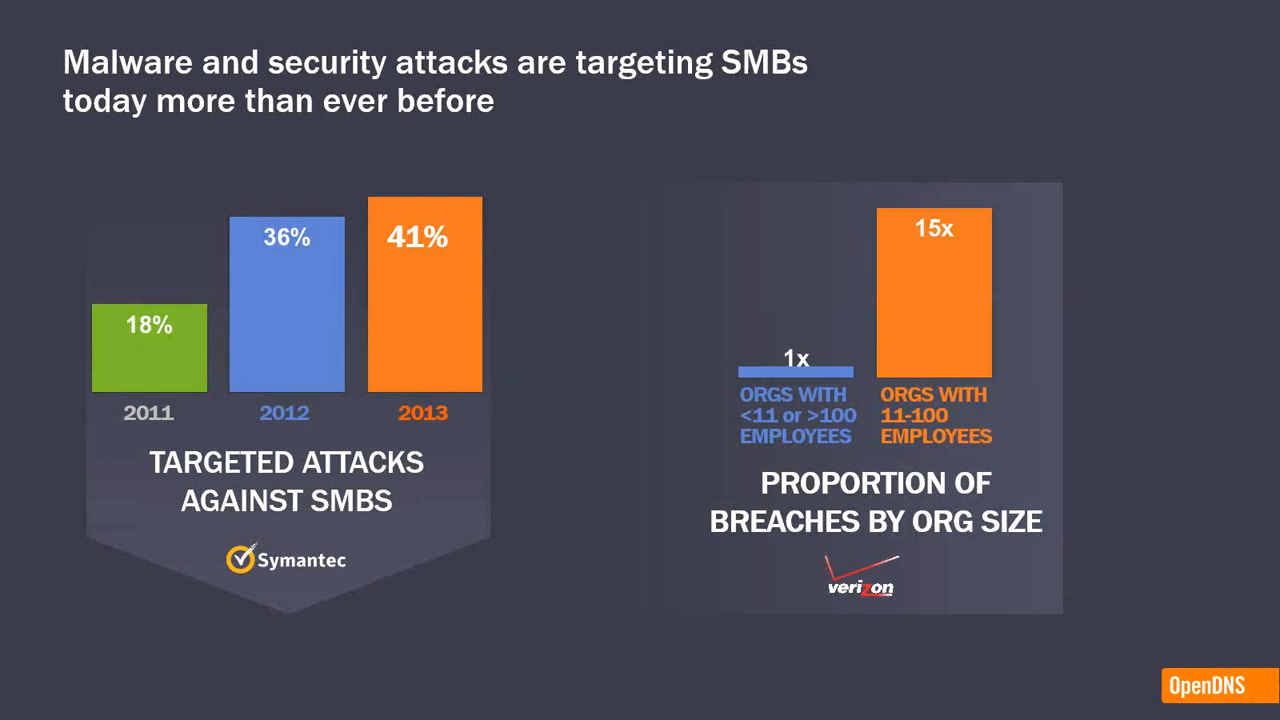 Malware and security attacks are targeting SMBs
today more than ever before
18%
36%
41%
2011
2012
2013
TARGETED ATTACKS
AGAINST SMBS
Symantec
1x
15x
ORGS WITH
<11 or >100
EMPLOYEES
ORGS WITH
11-100
EMPLOYEES
PROPORTION OF
BREACHES BY ORG SIZE
verizon
OpenDNS